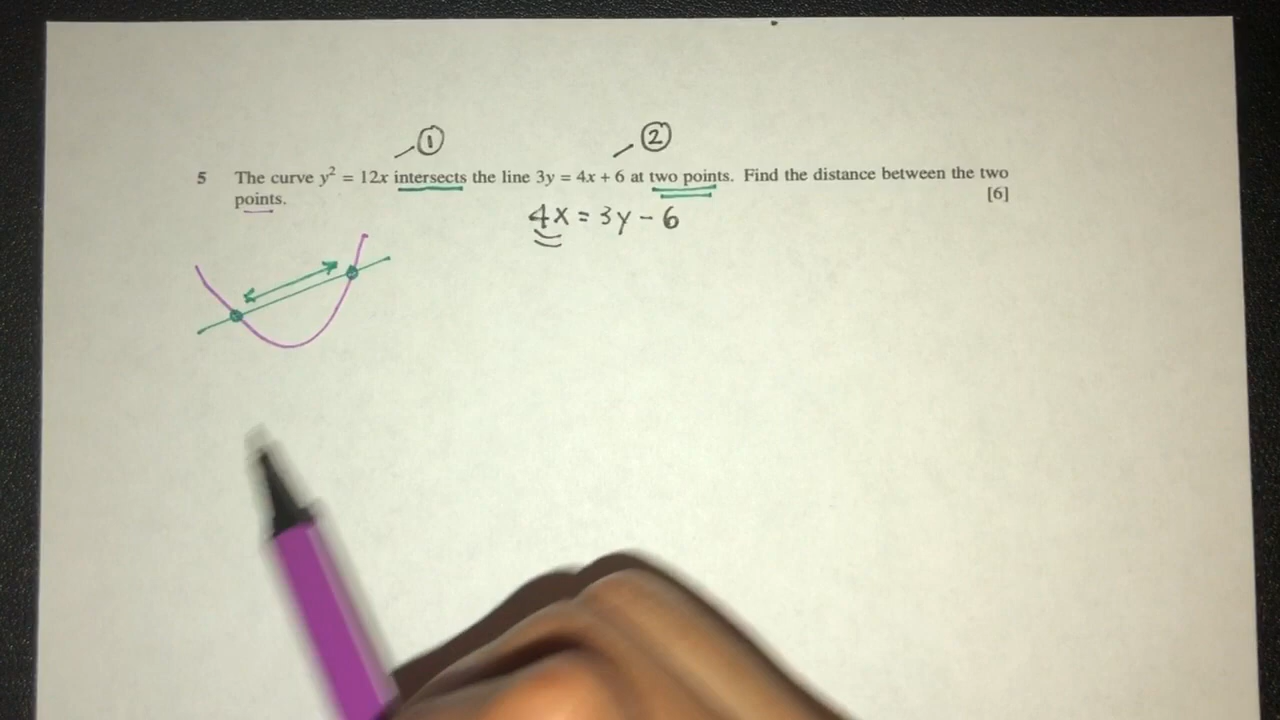 ① ②
5 The curve y² = 12x intersects the line 3y = 4x + 6 at two points. Find the distance between the two
points. [6]
4x = 3y - 6